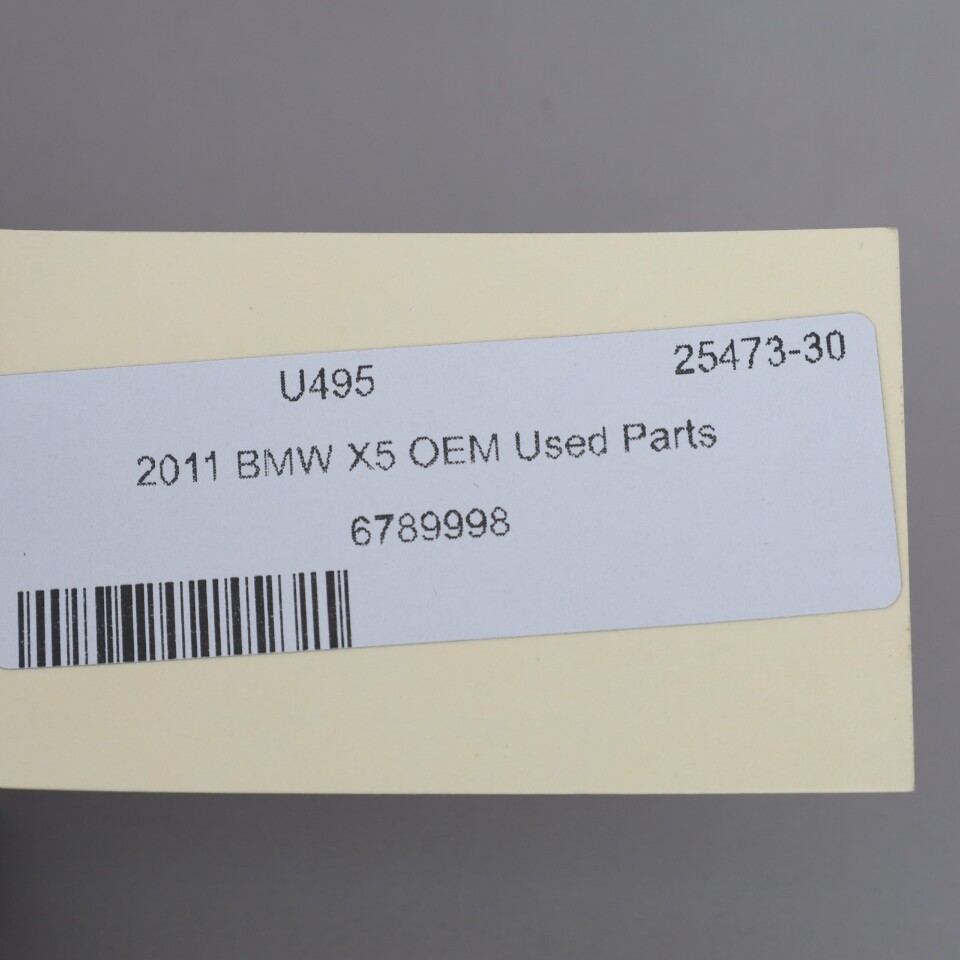 U495 25473-30
2011 BMW X5 OEM Used Parts
6789998